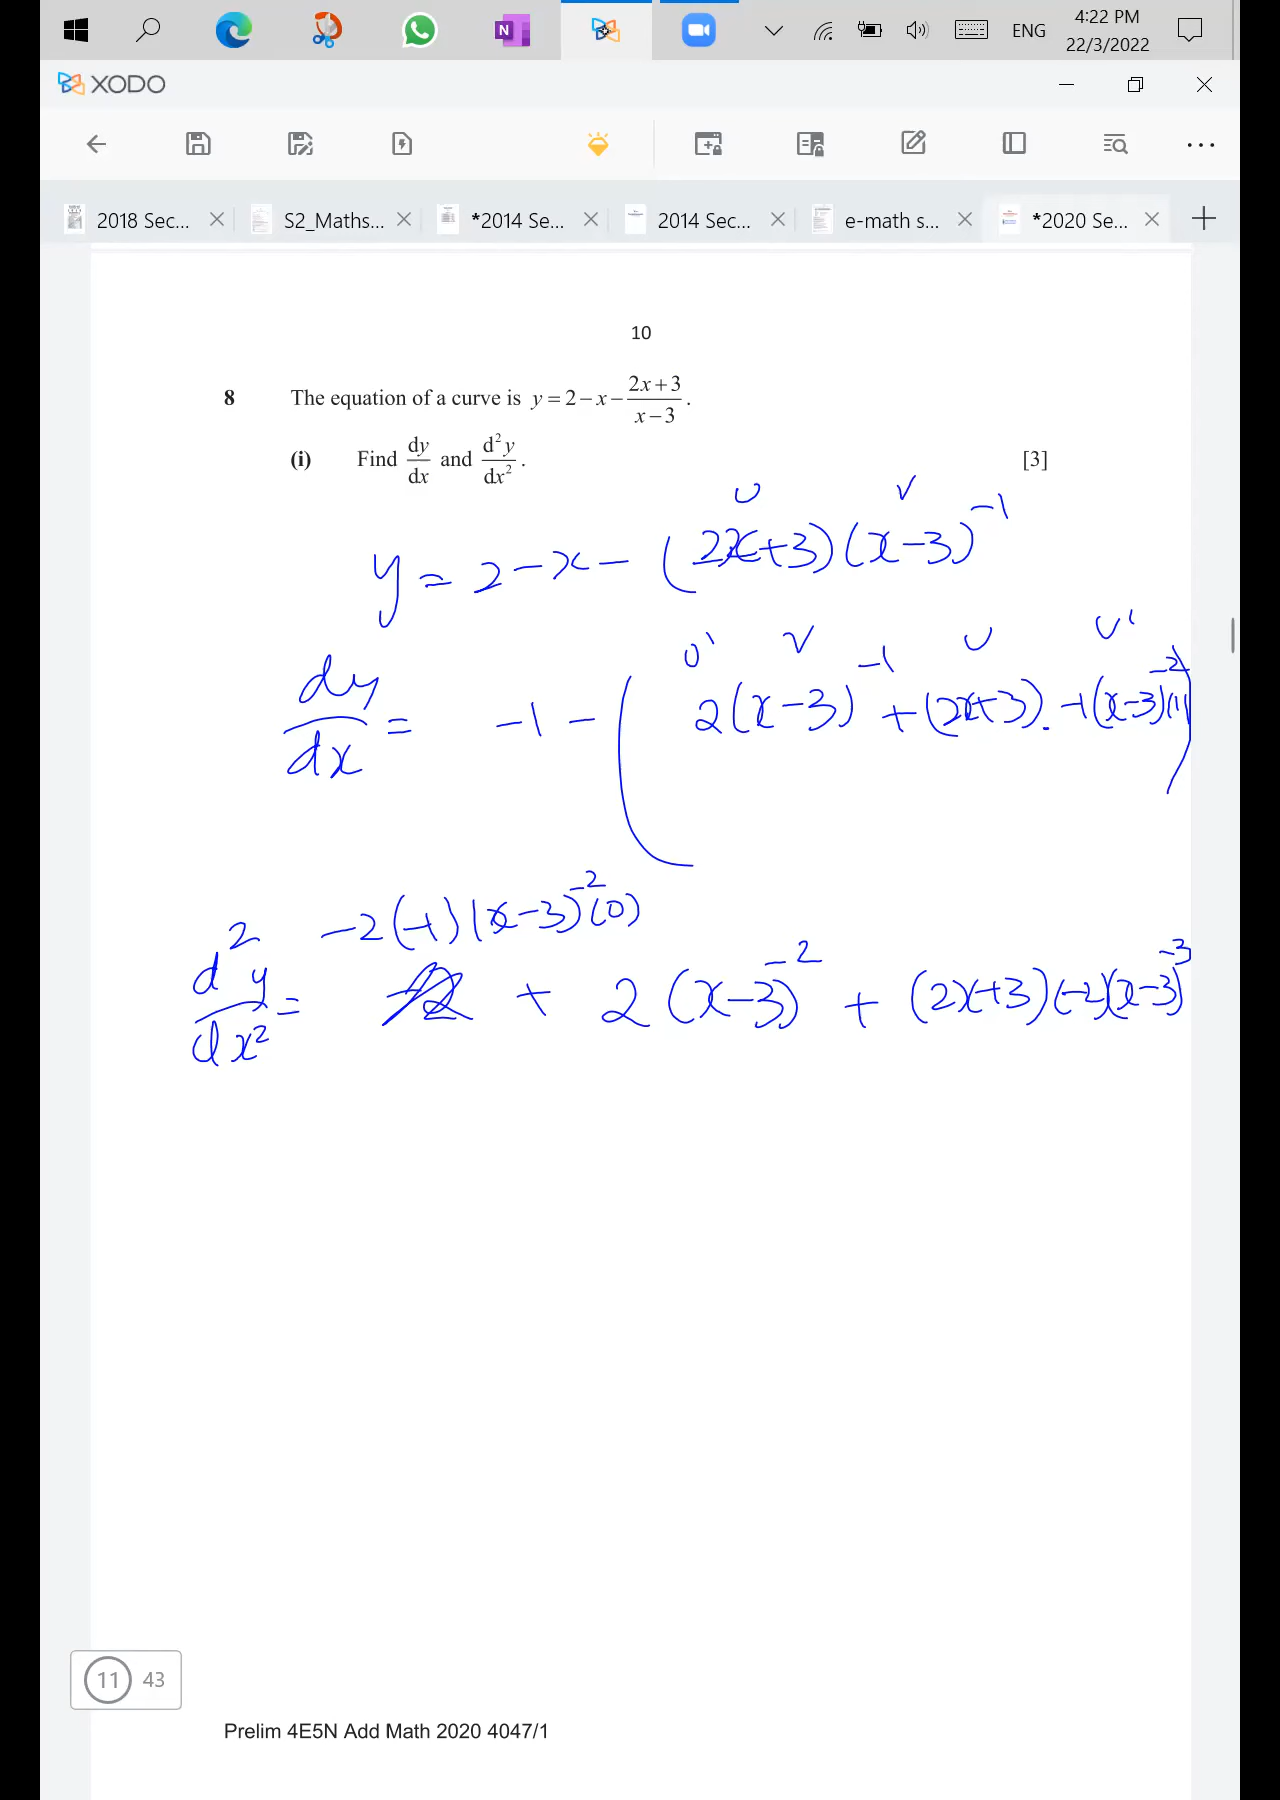 4:22 PM
ENG
22/3/2022
XODO
2018 Sec... S2_Maths... *2014 Se... 2014 Sec... e-math s... *2020 Se...
10
8 The equation of a curve is y = 2 − x − (2x + 3)/(x − 3).
(i) Find dy/dx and d²y/dx². [3]
U V
y = 2 − x − (2x+3)(x−3)⁻¹
U' V U V'
dy/dx = −1 − (2(x−3)⁻¹ + (2x+3). −1(x−3)⁻²(1))
−2(−1)(x−3)⁻²(0)
d²y/dx² = + 2(x−3)⁻² + (2x+3)(−2)(x−3)⁻³
11 43
Prelim 4E5N Add Math 2020 4047/1